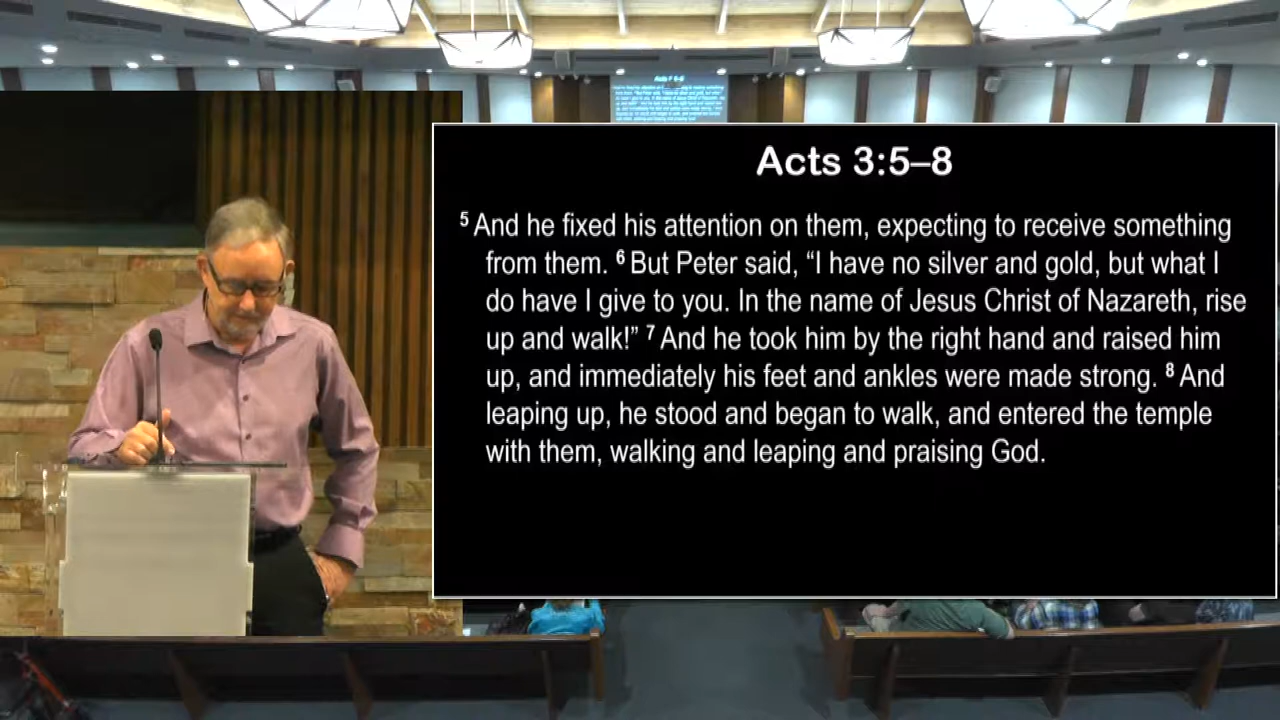 Acts 3:5–8
⁵ And he fixed his attention on them, expecting to receive something
from them. ⁶ But Peter said, “I have no silver and gold, but what I
do have I give to you. In the name of Jesus Christ of Nazareth, rise
up and walk!” ⁷ And he took him by the right hand and raised him
up, and immediately his feet and ankles were made strong. ⁸ And
leaping up, he stood and began to walk, and entered the temple
with them, walking and leaping and praising God.